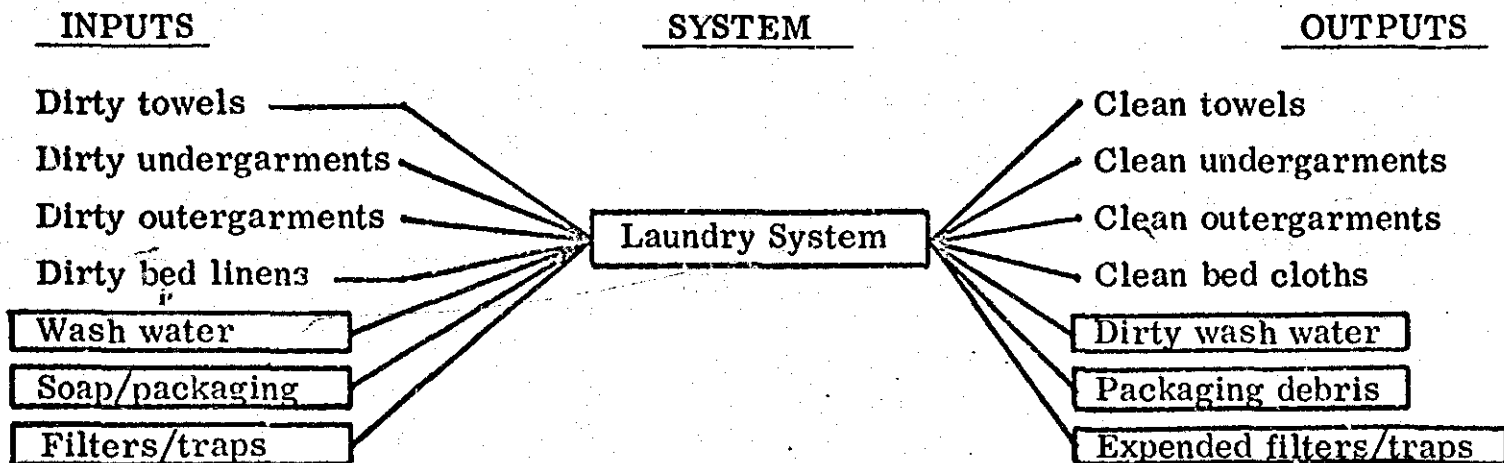 INPUTS SYSTEM OUTPUTS
Dirty towels Clean towels
Dirty undergarments Clean undergarments
Dirty outergarments Laundry System Clean outergarments
Dirty bed linens Clean bed cloths
Wash water Dirty wash water
Soap/packaging Packaging debris
Filters/traps Expended filters/traps